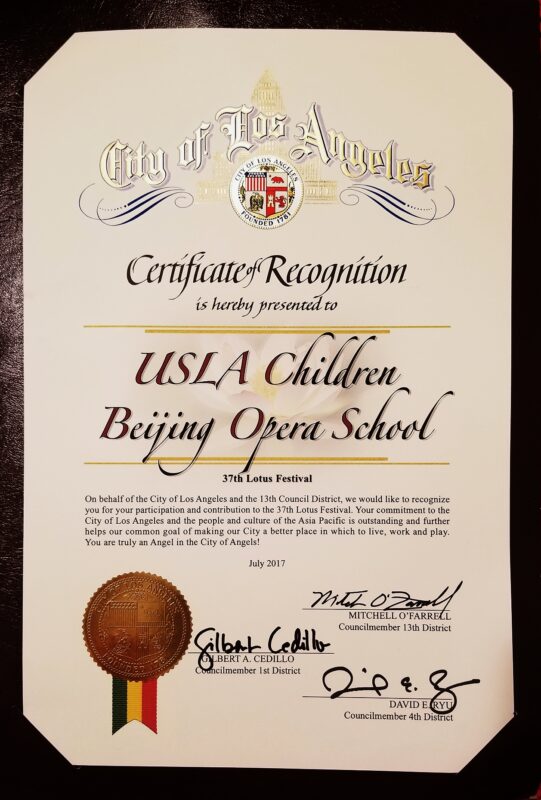 City of Los Angeles
CITY OF LOS ANGELES
FOUNDED 1781
Certificate of Recognition
is hereby presented to
USLA Children
Beijing Opera School
37th Lotus Festival
On behalf of the City of Los Angeles and the 13th Council District, we would like to recognize
you for your participation and contribution to the 37th Lotus Festival. Your commitment to the
City of Los Angeles and the people and culture of the Asia Pacific is outstanding and further
helps our common goal of making our City a better place in which to live, work and play.
You are truly an Angel in the City of Angels!
July 2017
Mitch O'Farrell
MITCHELL O'FARRELL
Councilmember 13th District
Gilbert Cedillo
GILBERT A. CEDILLO
Councilmember 1st District
DAVID E. RYU
Councilmember 4th District